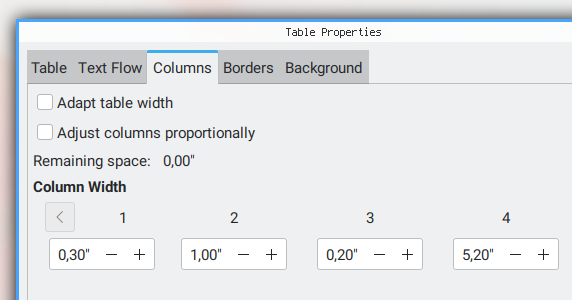 Table Properties
Table Text Flow Columns Borders Background
Adapt table width
Adjust columns proportionally
Remaining space: 0,00"
Column Width
< 1 2 3 4
0,30" − + 1,00" − + 0,20" − + 5,20" − +